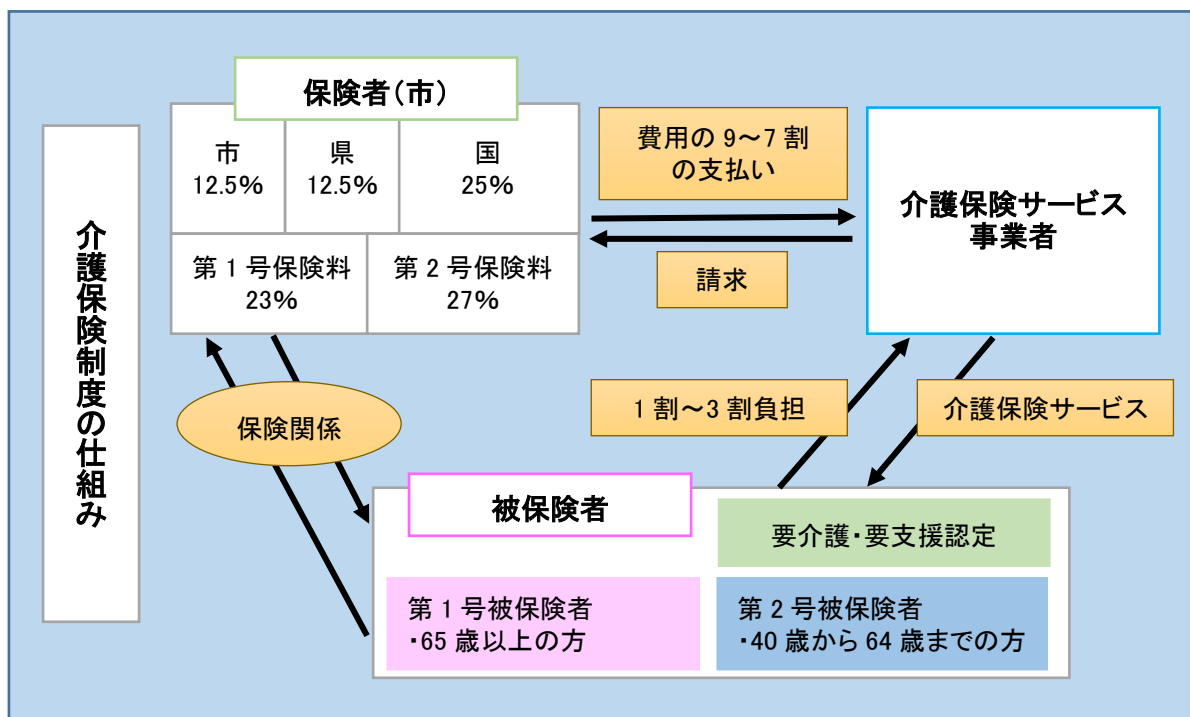 介護保険制度の仕組み
保険者（市）
市
12.5%
県
12.5%
国
25%
第１号保険料
23%
第２号保険料
27%
費用の 9～7 割
の支払い
請求
介護保険サービス
事業者
保険関係
1 割～3 割負担
介護保険サービス
被保険者
要介護・要支援認定
第１号被保険者
・65 歳以上の方
第２号被保険者
・40 歳から 64 歳までの方